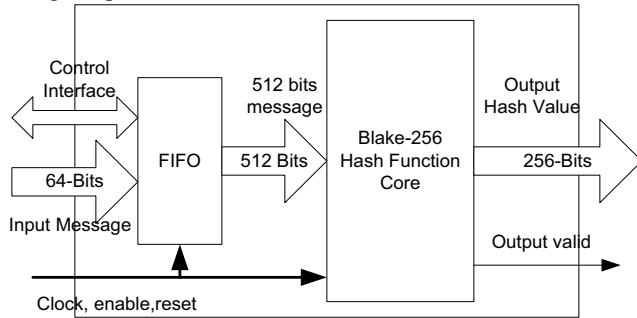 Control
Interface
64-Bits
Input Message
FIFO
512 bits
message
512 Bits
Blake-256
Hash Function
Core
Output
Hash Value
256-Bits
Output valid
Clock, enable,reset